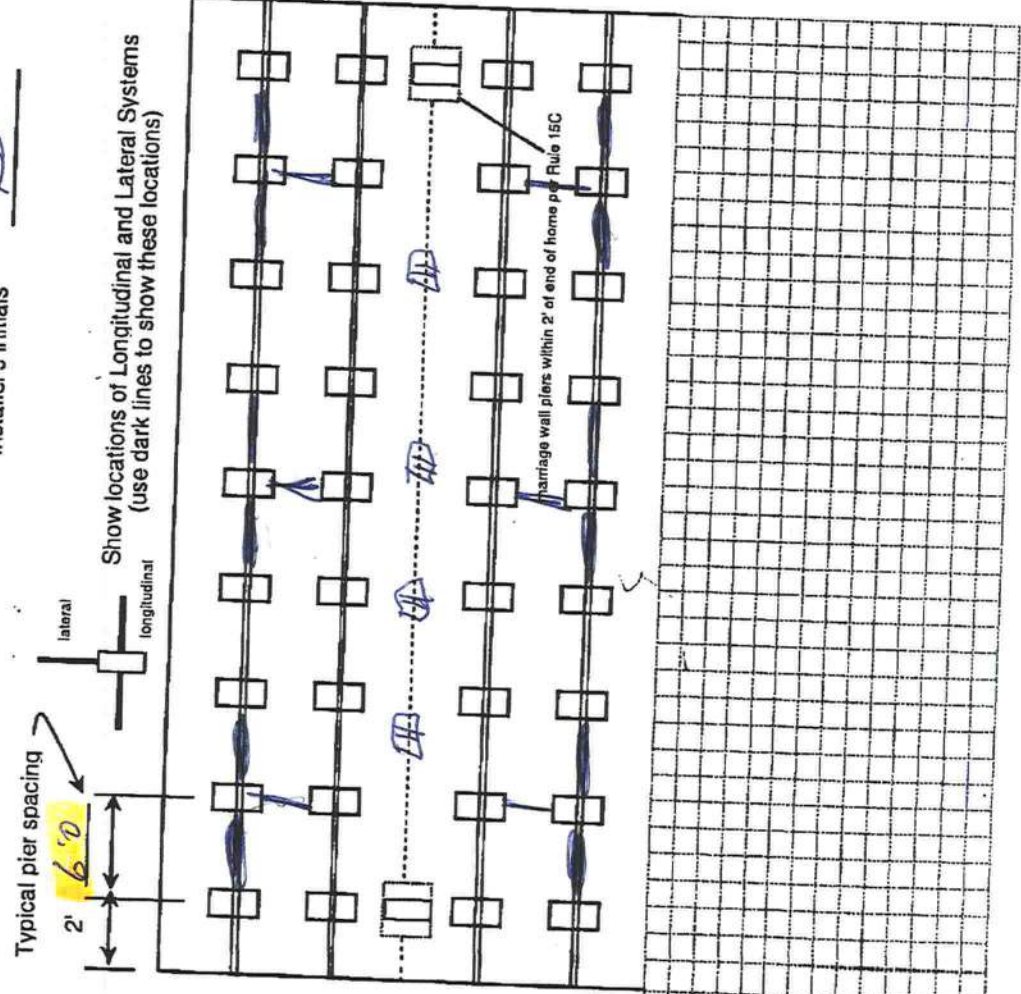 Installer's initials
Typical pier spacing
2'
6'0
lateral
longitudinal
Show locations of Longitudinal and Lateral Systems
(use dark lines to show these locations)
marriage wall piers within 2' of end of home per Rule 15C